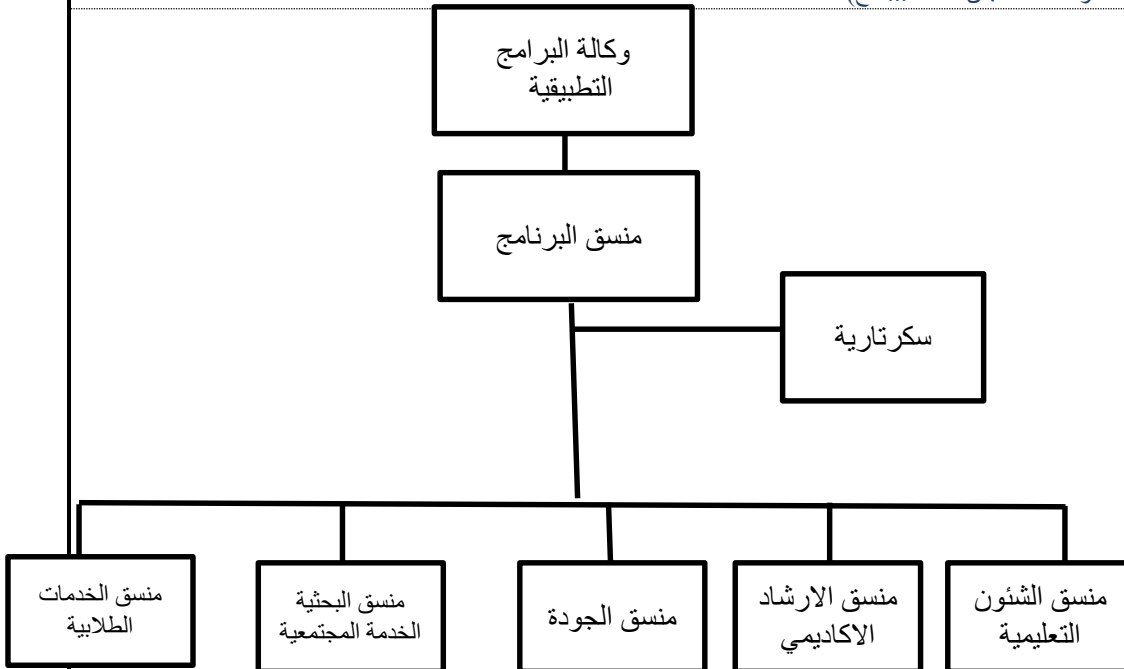 وكالة البرامج
التطبيقية
منسق البرنامج
سكرتارية
منسق الشئون
التعليمية
منسق الارشاد
الاكاديمي
منسق الجودة
منسق البحثية
الخدمة المجتمعية
منسق الخدمات
الطلابية